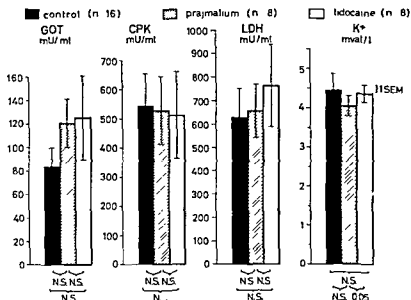 control (n 16) prajmalium (n 8) lidocaine (n 8)
GOT CPK LDH K+
mU/ml mU/ml mU/ml mval/l
160 700 1000 5
140 600 900
120 500 800 4
100 400 700
80 300 600 3
60 200 500 2
40 100 400
20 0 300 1
0 200
100
0 0
SEM
N.S. N.S. N.S. N.S. N.S. N.S. N.S.
N.S. N.S. N.S. 0.05